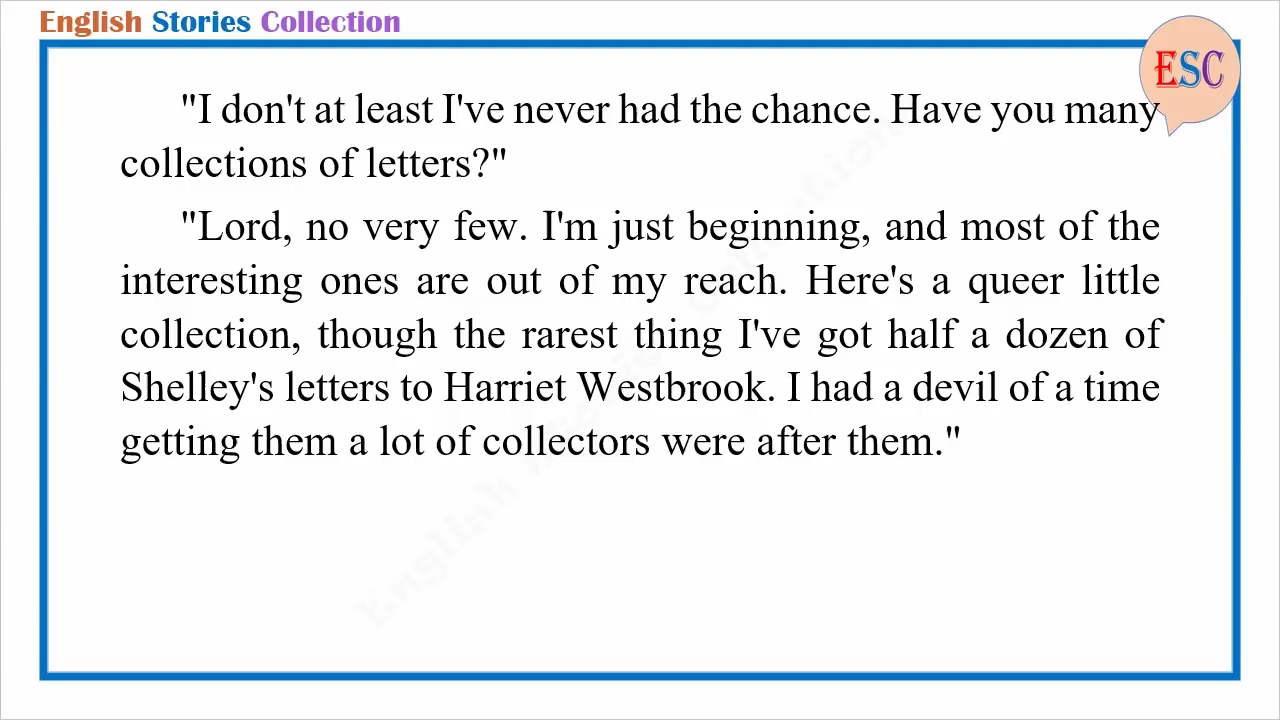 English Stories Collection
ESC
"I don't at least I've never had the chance. Have you many
collections of letters?"
"Lord, no very few. I'm just beginning, and most of the
interesting ones are out of my reach. Here's a queer little
collection, though the rarest thing I've got half a dozen of
Shelley's letters to Harriet Westbrook. I had a devil of a time
getting them a lot of collectors were after them."
English Stories Collection